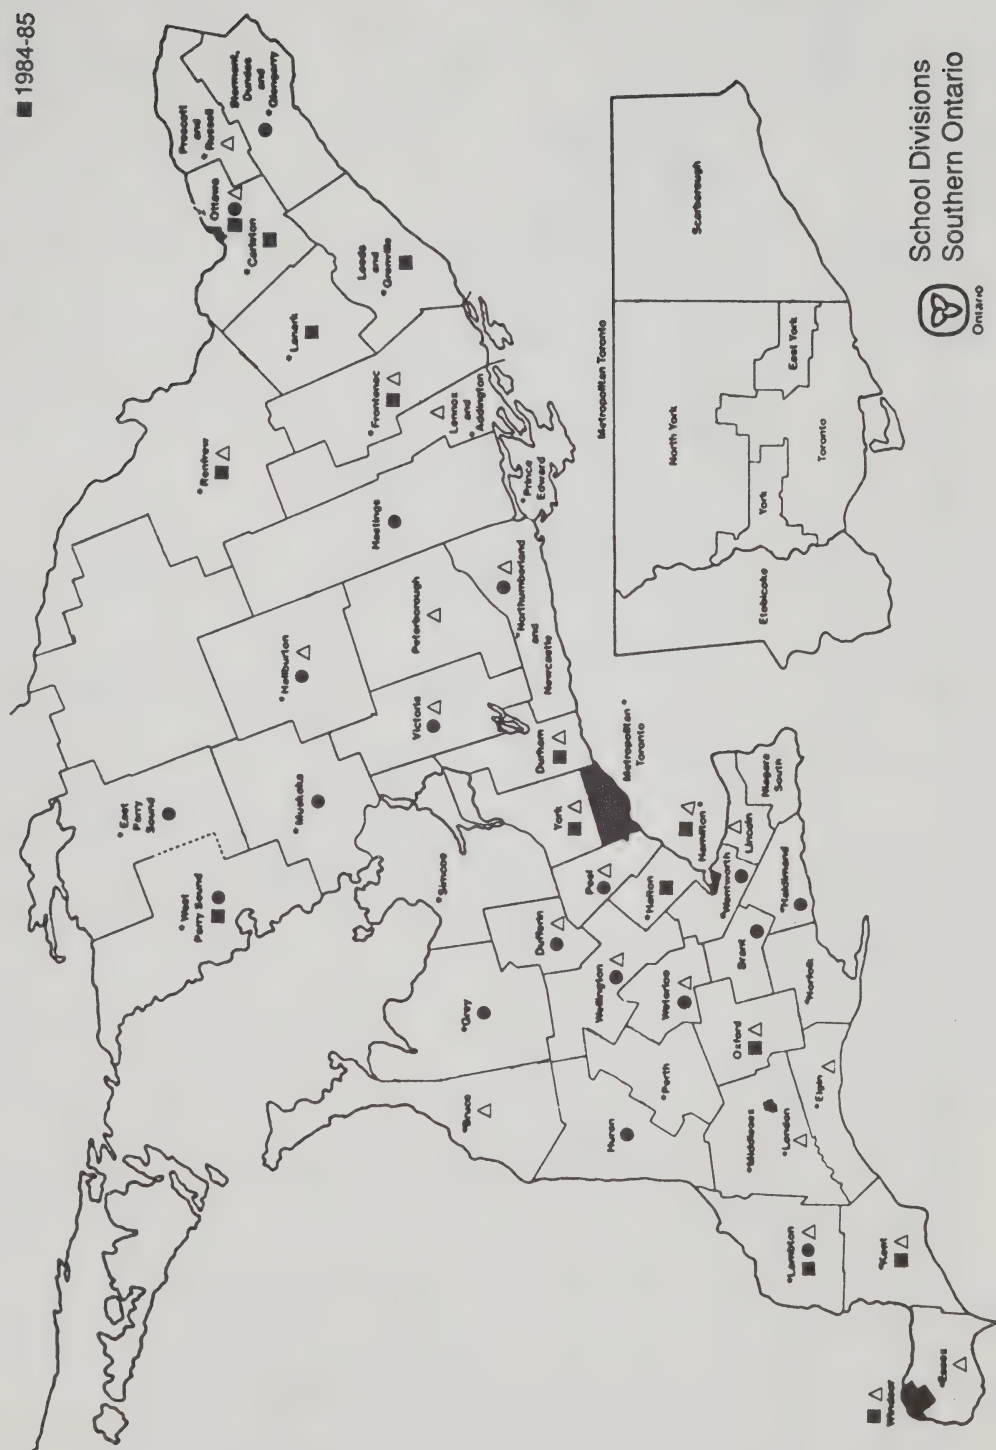 ■ 1984-85
School Divisions
Southern Ontario
Ontario
Prescott
and
Russell
Stormont,
Dundas
and
Glengarry
Ottawa
Carleton
Leeds
and
Grenville
Lanark
Renfrew
Frontenac
Lennox
and
Addington
Hastings
Prince
Edward
Northumberland
and
Newcastle
Peterborough
Haliburton
Victoria
Durham
East
Parry
Sound
Muskoka
West
Parry Sound
Simcoe
York
Metropolitan
Toronto
Peel
Halton
Hamilton
Wentworth
Lincoln
Niagara
South
Haldimand
Dufferin
Wellington
Waterloo
Brant
Norfolk
Grey
Bruce
Huron
Perth
Oxford
Middlesex
London
Elgin
Lambton
Kent
Windsor
Essex
Metropolitan Toronto
Scarborough
North York
East York
York
Toronto
Etobicoke